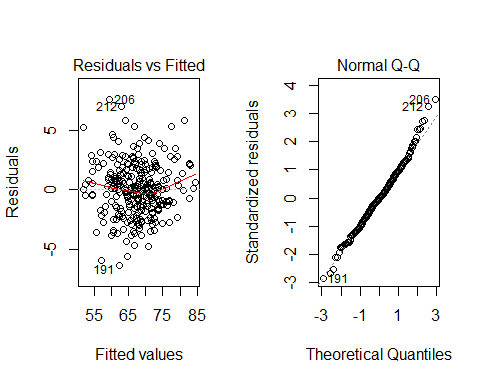 Residuals vs Fitted
Residuals
5
0
-5
206
212
191
55 65 75 85
Fitted values
Normal Q-Q
Standardized residuals
4
3
2
1
0
-1
-2
-3
206
212
191
-3 -1 1 2 3
Theoretical Quantiles